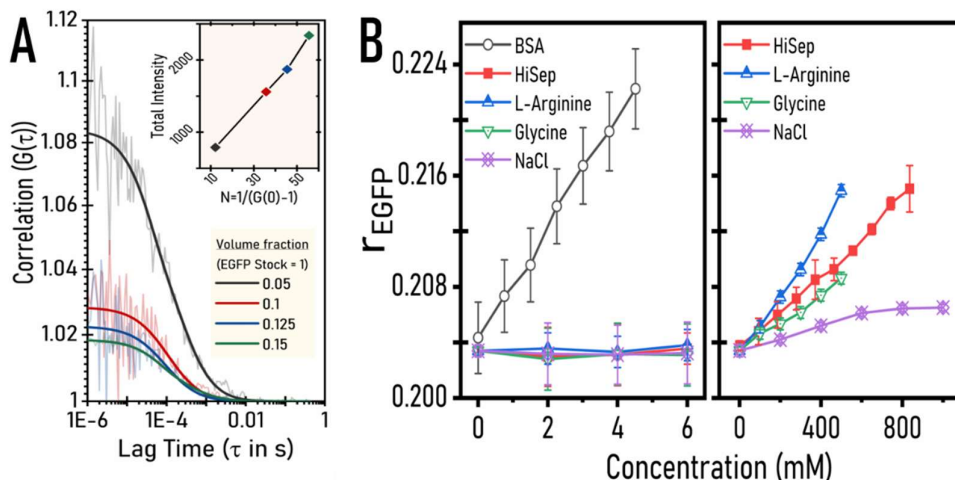 A
1.12
1.1
1.08
1.06
1.04
1.02
1
1E-6
1E-4
0.01
1
Correlation (G(τ))
Lag Time (τ in s)
Total Intensity
2000
1000
10
30
50
N=1/(G(0)-1)
Volume fraction
(EGFP Stock = 1)
0.05
0.1
0.125
0.15
B
BSA
HiSep
L-Arginine
Glycine
NaCl
HiSep
L-Arginine
Glycine
NaCl
rEGFP
0.224
0.216
0.208
0.200
0
2
4
6
0
400
800
Concentration (mM)